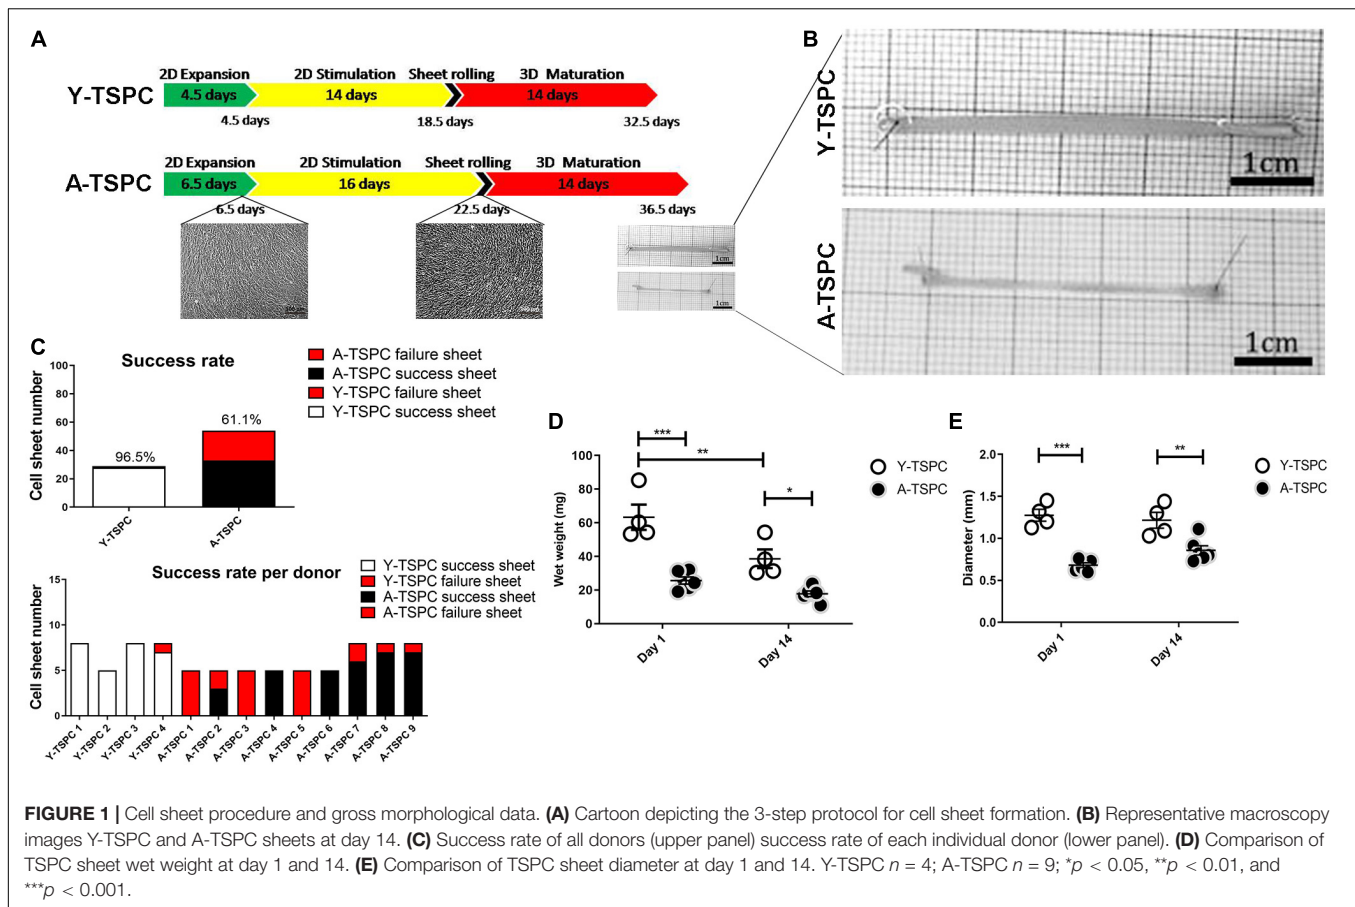 A
2D Expansion 2D Stimulation Sheet rolling 3D Maturation
Y-TSPC 4.5 days 14 days 14 days
4.5 days 18.5 days 32.5 days
2D Expansion 2D Stimulation Sheet rolling 3D Maturation
A-TSPC 6.5 days 16 days 14 days
6.5 days 22.5 days 36.5 days
1cm
1cm
B
Y-TSPC
1cm
A-TSPC
1cm
C
Success rate
A-TSPC failure sheet
A-TSPC success sheet
Y-TSPC failure sheet
Y-TSPC success sheet
Cell sheet number
100
80
60
40
20
0
96.5%
61.1%
Y-TSPC
A-TSPC
Success rate per donor
Y-TSPC success sheet
Y-TSPC failure sheet
A-TSPC success sheet
A-TSPC failure sheet
Cell sheet number
15
10
5
0
Y-TSPC 1
Y-TSPC 2
Y-TSPC 3
Y-TSPC 4
A-TSPC 1
A-TSPC 2
A-TSPC 3
A-TSPC 4
A-TSPC 5
A-TSPC 6
A-TSPC 7
A-TSPC 8
A-TSPC 9
D
Wet weight (mg)
100
80
60
40
20
0
***
**
*
Y-TSPC
A-TSPC
Day 1
Day 14
E
Diameter (mm)
2.0
1.5
1.0
0.5
0.0
***
**
Y-TSPC
A-TSPC
Day 1
Day 14
FIGURE 1 | Cell sheet procedure and gross morphological data. (A) Cartoon depicting the 3-step protocol for cell sheet formation. (B) Representative macroscopy
images Y-TSPC and A-TSPC sheets at day 14. (C) Success rate of all donors (upper panel) success rate of each individual donor (lower panel). (D) Comparison of
TSPC sheet wet weight at day 1 and 14. (E) Comparison of TSPC sheet diameter at day 1 and 14. Y-TSPC n = 4; A-TSPC n = 9; *p < 0.05, **p < 0.01, and
***p < 0.001.